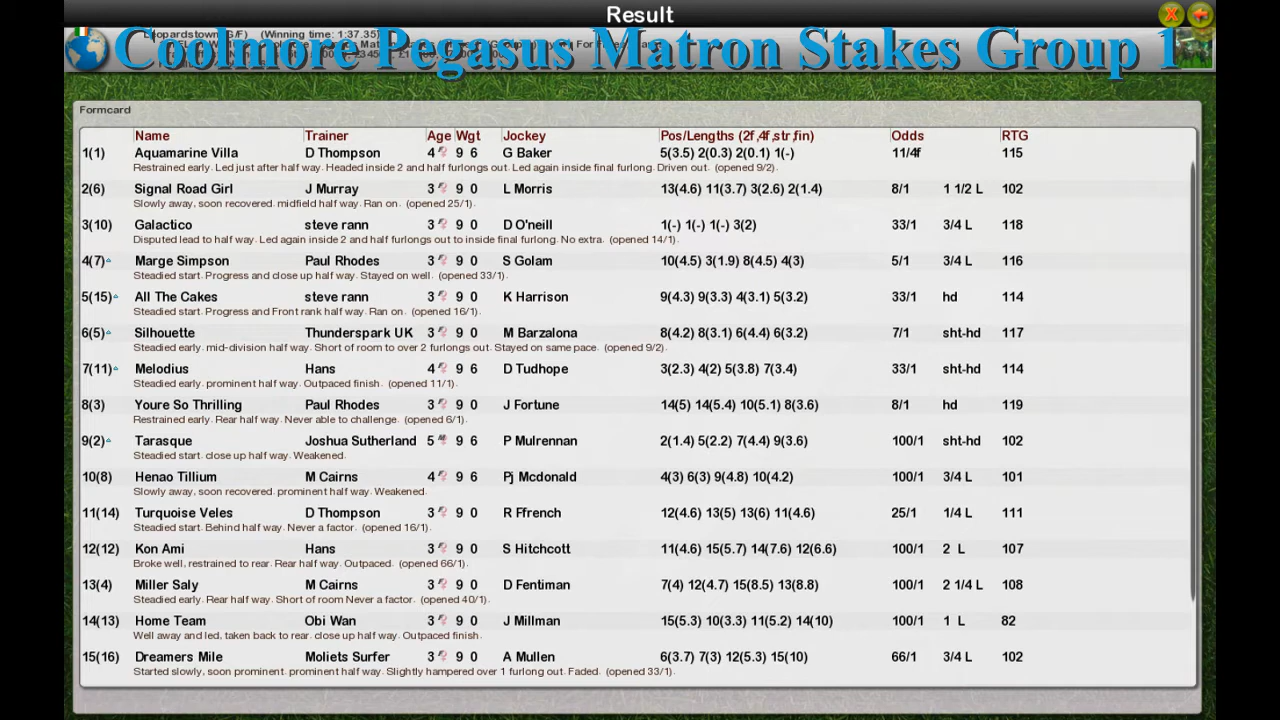 Result
Leopardstown (G/F) (Winning time: 1:37.35)
Coolmore Pegasus Matron Stakes Group 1
Formcard
Name Trainer Age Wgt Jockey Pos/Lengths (2f,4f,str,fin) Odds RTG
1(1) Aquamarine Villa D Thompson 4 9 6 G Baker 5(3.5) 2(0.3) 2(0.1) 1(-) 11/4f 115
Restrained early. Led just after half way. Headed inside 2 and half furlongs out. Led again inside final furlong. Driven out. (opened 9/2).
2(6) Signal Road Girl J Murray 3 9 0 L Morris 13(4.6) 11(3.7) 3(2.6) 2(1.4) 8/1 1 1/2 L 102
Slowly away, soon recovered. midfield half way. Ran on. (opened 25/1).
3(10) Galactico steve rann 3 9 0 D O'neill 1(-) 1(-) 1(-) 3(2) 33/1 3/4 L 118
Disputed lead to half way. Led again inside 2 and half furlongs out to inside final furlong. No extra. (opened 14/1).
4(7) Marge Simpson Paul Rhodes 3 9 0 S Golam 10(4.5) 3(1.9) 8(4.5) 4(3) 5/1 3/4 L 116
Steadied start. Progress and close up half way. Stayed on well. (opened 33/1).
5(15) All The Cakes steve rann 3 9 0 K Harrison 9(4.3) 9(3.3) 4(3.1) 5(3.2) 33/1 hd 114
Steadied start. Progress and Front rank half way. Ran on. (opened 16/1).
6(5) Silhouette Thunderspark UK 3 9 0 M Barzalona 8(4.2) 8(3.1) 6(4.4) 6(3.2) 7/1 sht-hd 117
Steadied early. mid-division half way. Short of room to over 2 furlongs out. Stayed on same pace. (opened 9/2).
7(11) Melodius Hans 4 9 6 D Tudhope 3(2.3) 4(2) 5(3.8) 7(3.4) 33/1 sht-hd 114
Steadied early. prominent half way. Outpaced finish. (opened 11/1).
8(3) Youre So Thrilling Paul Rhodes 3 9 0 J Fortune 14(5) 14(5.4) 10(5.1) 8(3.6) 8/1 hd 119
Restrained early. Rear half way. Never able to challenge. (opened 6/1).
9(2) Tarasque Joshua Sutherland 5 9 6 P Mulrennan 2(1.4) 5(2.2) 7(4.4) 9(3.6) 100/1 sht-hd 102
Steadied start. close up half way. Weakened.
10(8) Henao Tillium M Cairns 4 9 6 Pj Mcdonald 4(3) 6(3) 9(4.8) 10(4.2) 100/1 3/4 L 101
Slowly away, soon recovered. prominent half way. Weakened.
11(14) Turquoise Veles D Thompson 3 9 0 R Ffrench 12(4.6) 13(5) 13(6) 11(4.6) 25/1 1/4 L 111
Steadied start. Behind half way. Never a factor. (opened 16/1).
12(12) Kon Ami Hans 3 9 0 S Hitchcott 11(4.6) 15(5.7) 14(7.6) 12(6.6) 100/1 2 L 107
Broke well, restrained to rear. Rear half way. Outpaced. (opened 66/1).
13(4) Miller Saly M Cairns 3 9 0 D Fentiman 7(4) 12(4.7) 15(8.5) 13(8.8) 100/1 2 1/4 L 108
Steadied early. Rear half way. Short of room Never a factor. (opened 40/1).
14(13) Home Team Obi Wan 3 9 0 J Millman 15(5.3) 10(3.3) 11(5.2) 14(10) 100/1 1 L 82
Well away and led, taken back to rear. close up half way. Outpaced finish.
15(16) Dreamers Mile Moliets Surfer 3 9 0 A Mullen 6(3.7) 7(3) 12(5.3) 15(10) 66/1 3/4 L 102
Started slowly, soon prominent. prominent half way. Slightly hampered over 1 furlong out. Faded. (opened 33/1).